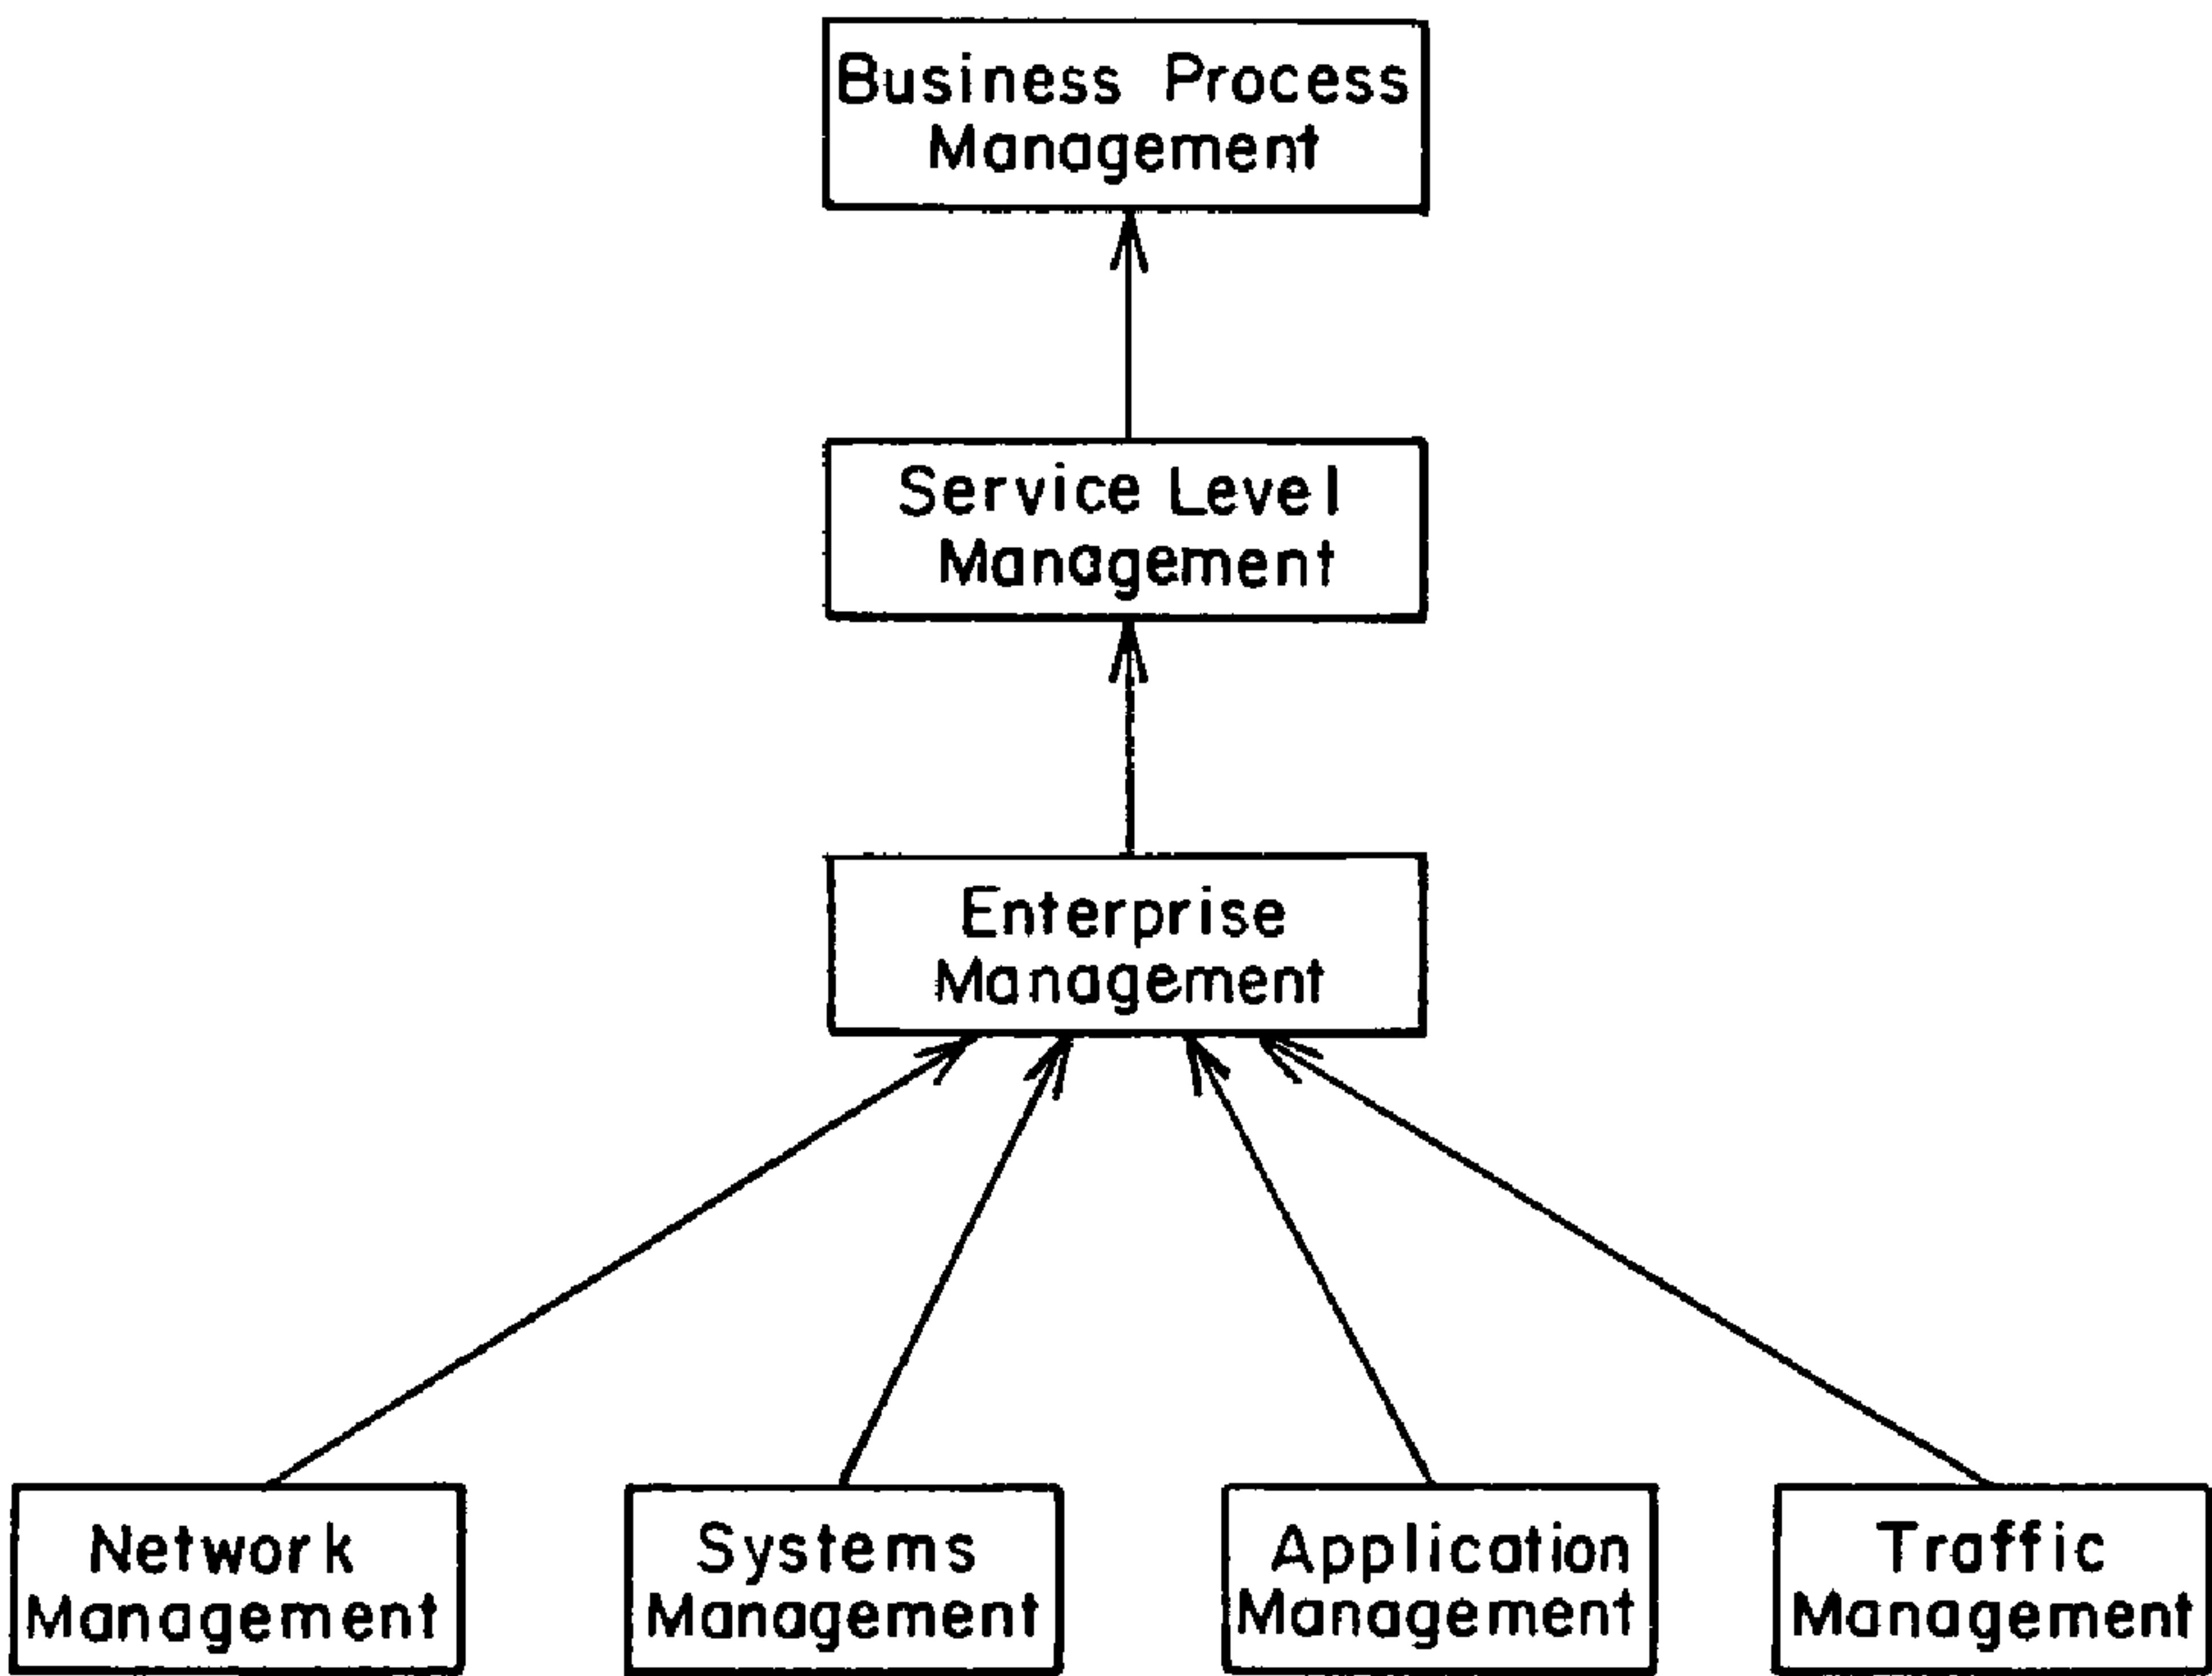 Business Process
Management
Service Level
Management
Enterprise
Management
Network
Management
Systems
Management
Application
Management
Traffic
Management